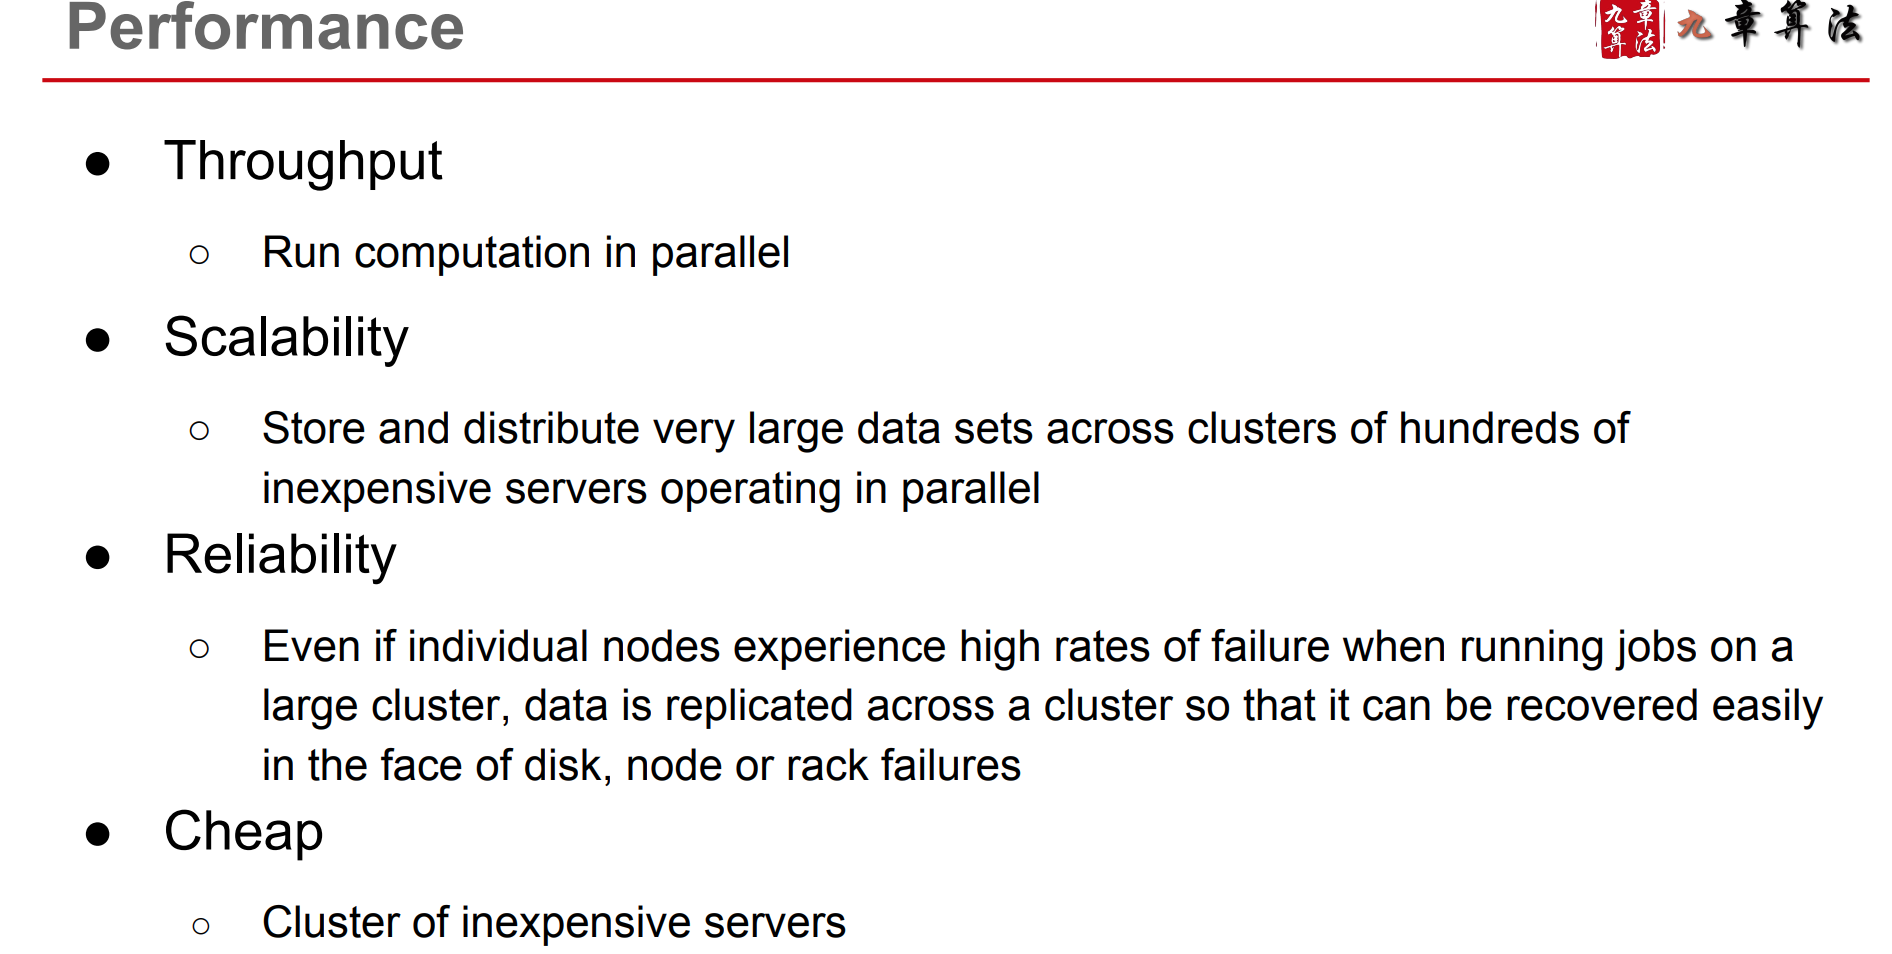 Performance
九章算法
九章算法
● Throughput
○ Run computation in parallel
● Scalability
○ Store and distribute very large data sets across clusters of hundreds of
inexpensive servers operating in parallel
● Reliability
○ Even if individual nodes experience high rates of failure when running jobs on a
large cluster, data is replicated across a cluster so that it can be recovered easily
in the face of disk, node or rack failures
● Cheap
○ Cluster of inexpensive servers